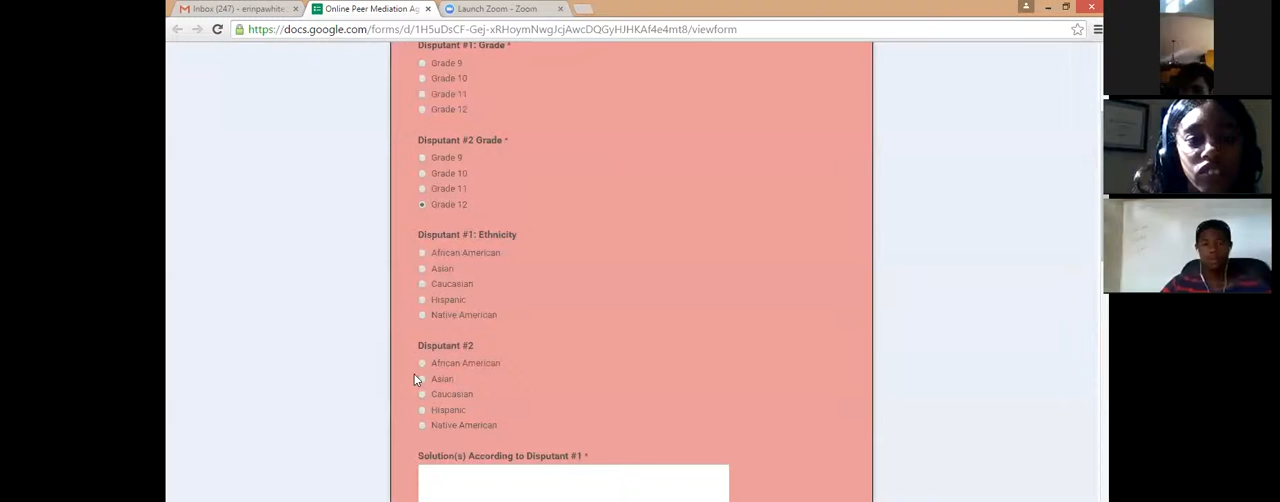 Inbox (247) - erinpawhite
Online Peer Mediation Ag
Launch Zoom - Zoom
https://docs.google.com/forms/d/1H5uDsCF-Gej-xRHoymNwgJcjAwcDQGyHJHKAf4e4mt8/viewform
Disputant #1: Grade *
Grade 9
Grade 10
Grade 11
Grade 12
Disputant #2 Grade *
Grade 9
Grade 10
Grade 11
Grade 12
Disputant #1: Ethnicity
African American
Asian
Caucasian
Hispanic
Native American
Disputant #2
African American
Asian
Caucasian
Hispanic
Native American
Solution(s) According to Disputant #1 *